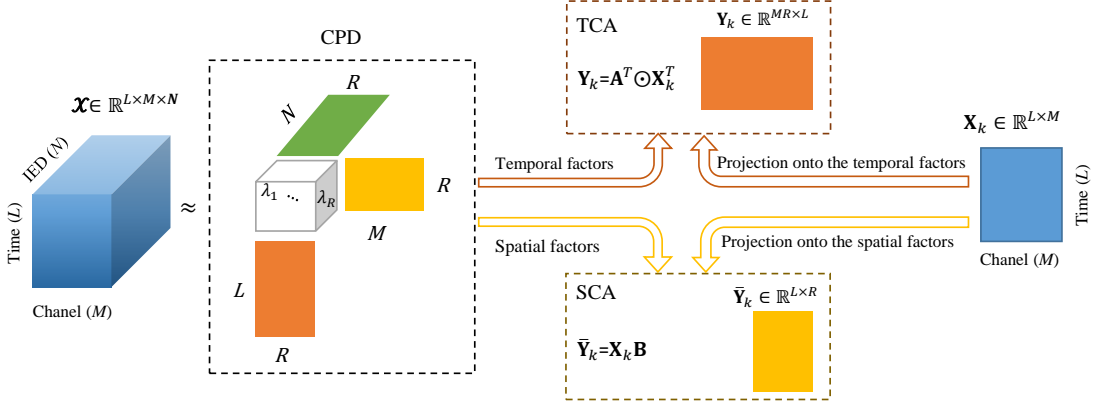 CPD
𝓧 ∈ ℝ^{L×M×N}
IED (N)
Time (L)
Chanel (M)
≈
R
N
λ₁ ... λ_R
R
M
L
R
Temporal factors
Spatial factors
TCA
Y_k ∈ ℝ^{MR×L}
Y_k=A^T⊙X_k^T
Projection onto the temporal factors
Projection onto the spatial factors
SCA
Ȳ_k ∈ ℝ^{L×R}
Ȳ_k=X_kB
X_k ∈ ℝ^{L×M}
Time (L)
Chanel (M)